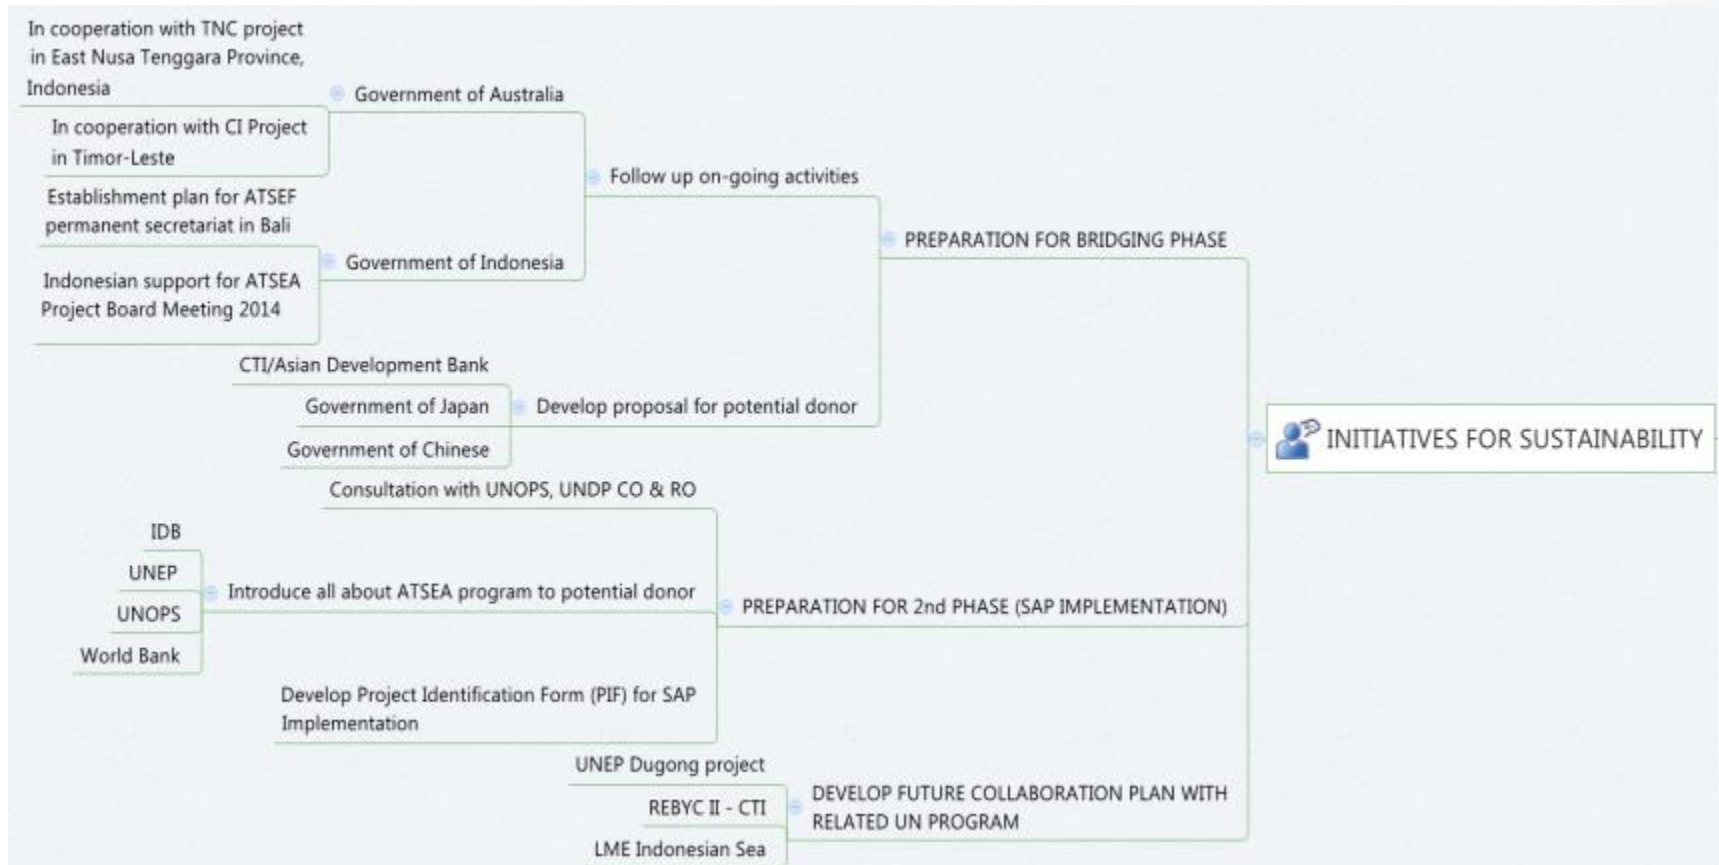 In cooperation with TNC project
in East Nusa Tenggara Province,
Indonesia
Government of Australia
In cooperation with CI Project
in Timor-Leste
Follow up on-going activities
Establishment plan for ATSEF
permanent secretariat in Bali
Government of Indonesia
Indonesian support for ATSEA
Project Board Meeting 2014
PREPARATION FOR BRIDGING PHASE
CTI/Asian Development Bank
Government of Japan
Develop proposal for potential donor
Government of Chinese
INITIATIVES FOR SUSTAINABILITY
Consultation with UNOPS, UNDP CO & RO
IDB
UNEP
Introduce all about ATSEA program to potential donor
UNOPS
World Bank
PREPARATION FOR 2nd PHASE (SAP IMPLEMENTATION)
Develop Project Identification Form (PIF) for SAP
Implementation
UNEP Dugong project
REBYC II - CTI
DEVELOP FUTURE COLLABORATION PLAN WITH
RELATED UN PROGRAM
LME Indonesian Sea